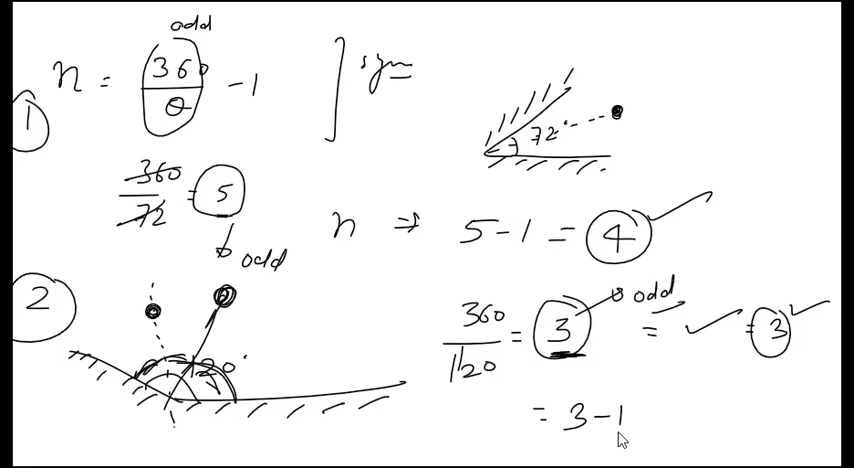 odd
n = 360/θ - 1 ] sym
1
72°
360/72 = 5
odd
n ⇒ 5-1 = 4 ✓
2
360/120 = 3 odd = ✓ = 3 ✓
120°
= 3-1